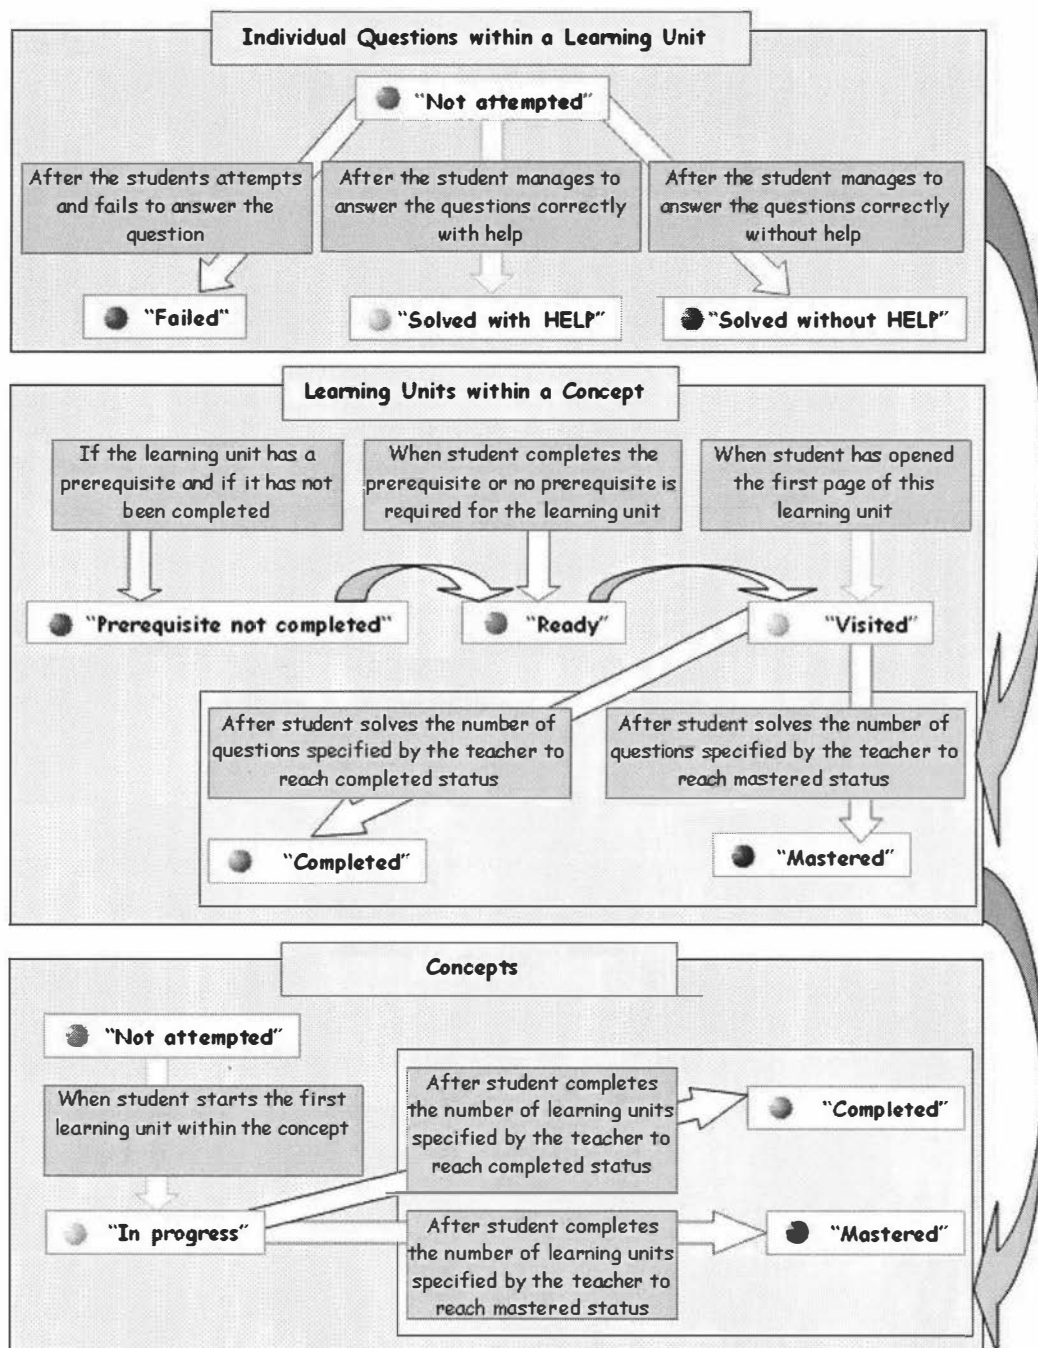 Individual Questions within a Learning Unit
"Not attempted"
After the students attempts
and fails to answer the
question
After the student manages to
answer the questions correctly
with help
After the student manages to
answer the questions correctly
without help
"Failed"
"Solved with HELP"
"Solved without HELP"
Learning Units within a Concept
If the learning unit has a
prerequisite and if it has not
been completed
When student completes the
prerequisite or no prerequisite is
required for the learning unit
When student has opened
the first page of this
learning unit
"Prerequisite not completed"
"Ready"
"Visited"
After student solves the number of
questions specified by the teacher to
reach completed status
After student solves the number of
questions specified by the teacher to
reach mastered status
"Completed"
"Mastered"
Concepts
"Not attempted"
When student starts the first
learning unit within the concept
"In progress"
After student completes
the number of learning units
specified by the teacher to
reach completed status
"Completed"
After student completes
the number of learning units
specified by the teacher to
reach mastered status
"Mastered"